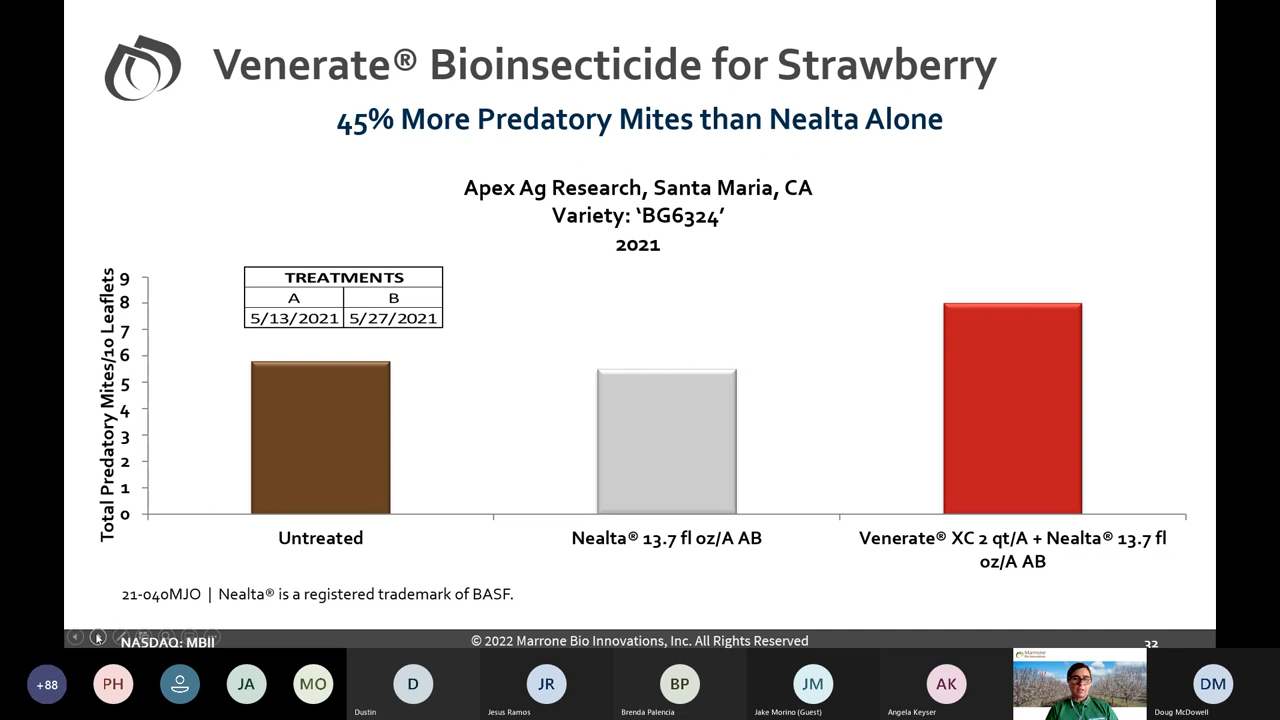 Venerate® Bioinsecticide for Strawberry
45% More Predatory Mites than Nealta Alone
Apex Ag Research, Santa Maria, CA
Variety: ‘BG6324’
2021
Total Predatory Mites/10 Leaflets
9
8
7
6
5
4
3
2
1
0
TREATMENTS
A B
5/13/2021 5/27/2021
Untreated
Nealta® 13.7 fl oz/A AB
Venerate® XC 2 qt/A + Nealta® 13.7 fl
oz/A AB
21-040MJO | Nealta® is a registered trademark of BASF.
NASDAQ: MBII
© 2022 Marrone Bio Innovations, Inc. All Rights Reserved
32
+88
PH
JA
MO
D
Dustin
JR
Jesus Ramos
BP
Brenda Palencia
JM
Jake Morino (Guest)
AK
Angela Keyser
Marrone
Bio Innovations
DM
Doug McDowell